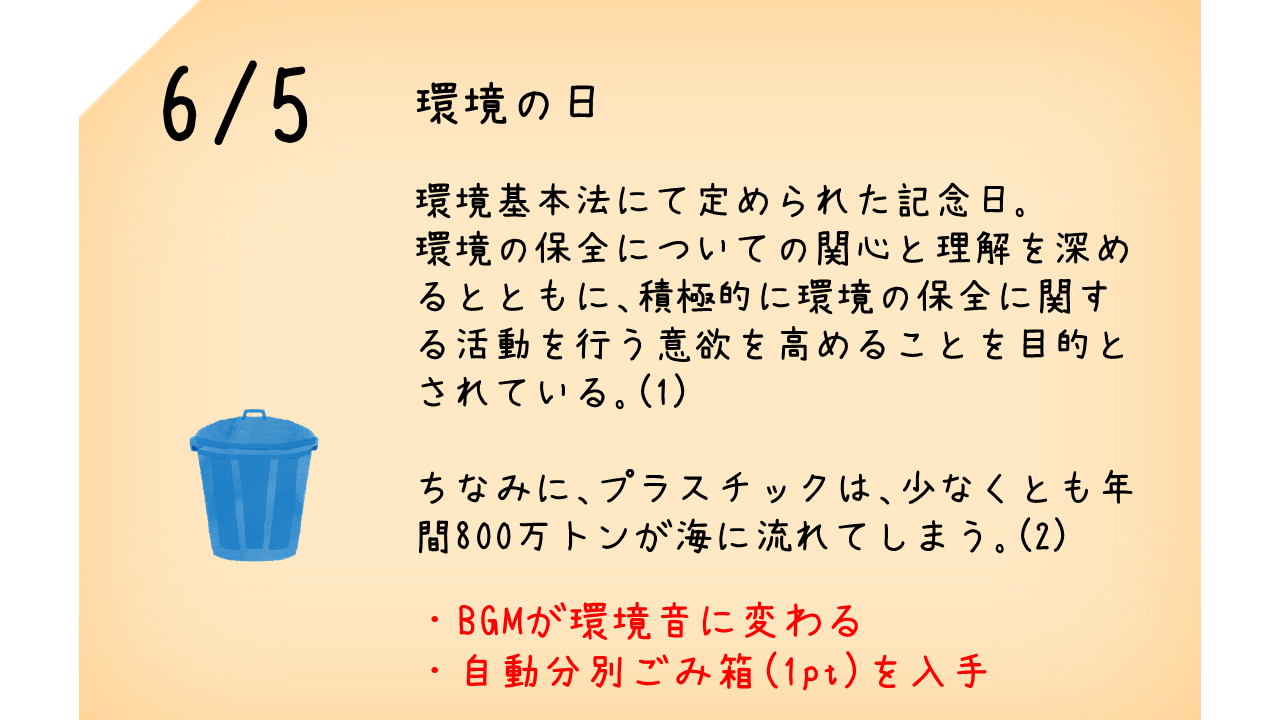 6/5
環境の日
環境基本法にて定められた記念日。
環境の保全についての関心と理解を深め
るとともに、積極的に環境の保全に関す
る活動を行う意欲を高めることを目的と
されている。(1)
ちなみに、プラスチックは、少なくとも年
間800万トンが海に流れてしまう。(2)
・BGMが環境音に変わる
・自動分別ごみ箱(1pt)を入手